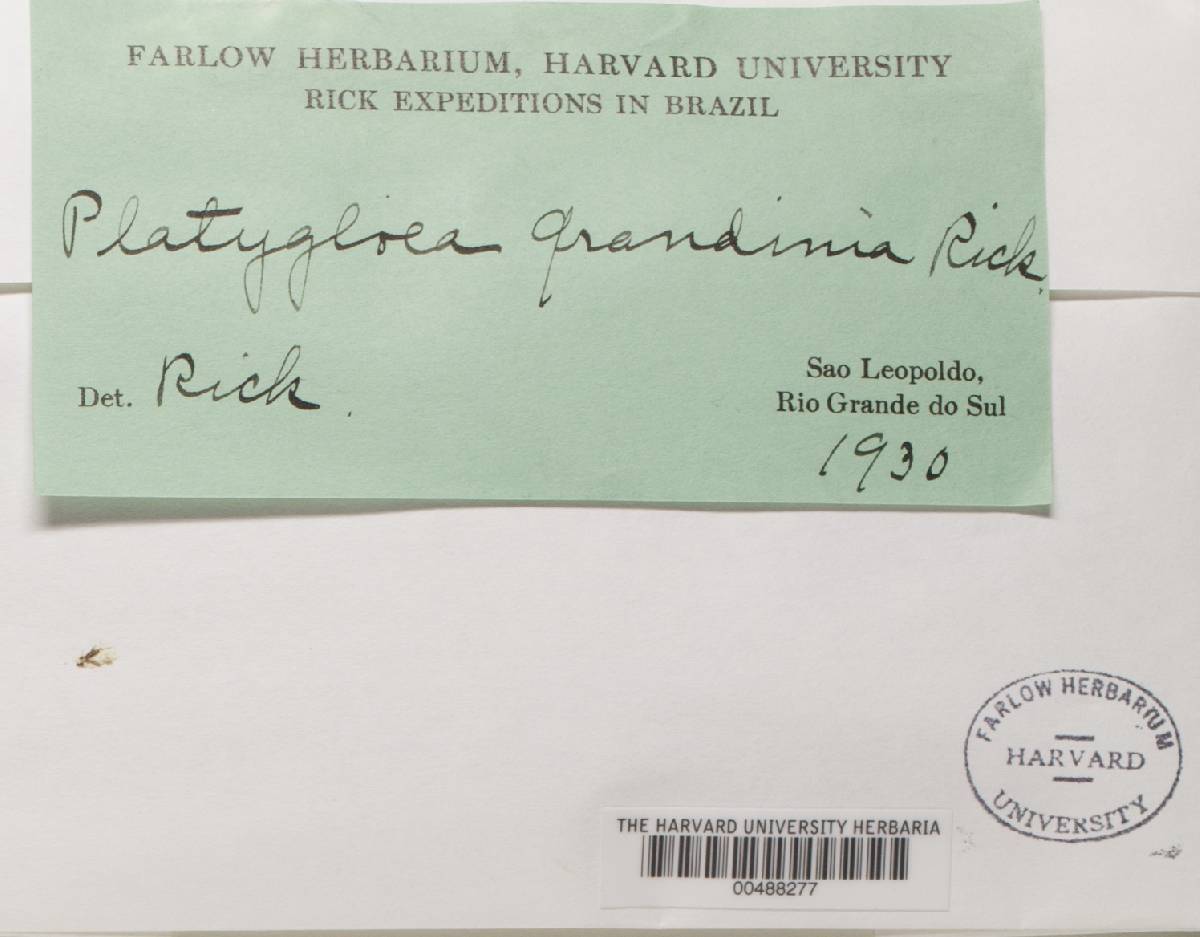 FARLOW HERBARIUM, HARVARD UNIVERSITY
RICK EXPEDITIONS IN BRAZIL
Platygloea grandinia Rick.
Det. Rick.
Sao Leopoldo,
Rio Grande do Sul
1930
FARLOW HERBARIUM
HARVARD
UNIVERSITY
THE HARVARD UNIVERSITY HERBARIA
00488277